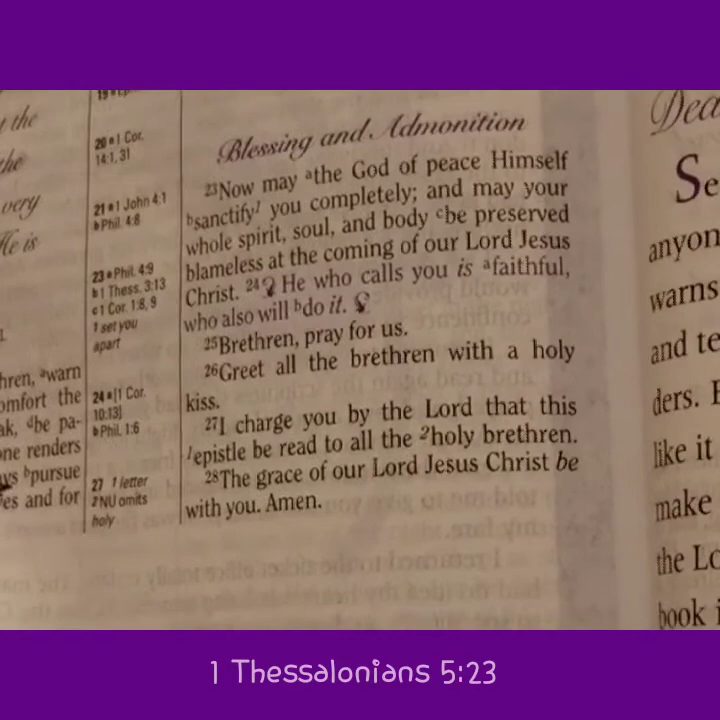 t the
he
very
He is
hren, ᵃwarn
omfort the
ak, ᵈbe pa-
one renders
ys ᵇpursue
es and for
20 a 1 Cor.
14:1, 31
21 a 1 John 4:1
b Phil. 4:8
23 a Phil. 4:9
b 1 Thess. 3:13
c 1 Cor. 1:8, 9
1 set you
apart
24 a [1 Cor.
10:13]
b Phil. 1:6
27 1 letter
2 NU omits
holy
Blessing and Admonition
²³Now may ᵃthe God of peace Himself
ᵇsanctify¹ you completely; and may your
whole spirit, soul, and body ᶜbe preserved
blameless at the coming of our Lord Jesus
Christ. ²⁴He who calls you is ᵃfaithful,
who also will ᵇdo it.
²⁵Brethren, pray for us.
²⁶Greet all the brethren with a holy
kiss.
²⁷I charge you by the Lord that this
¹epistle be read to all the ²holy brethren.
²⁸The grace of our Lord Jesus Christ be
with you. Amen.
Dea
Se
anyon
warns
and te
ders.
like it
make
the Lo
book i
1 Thessalonians 5:23